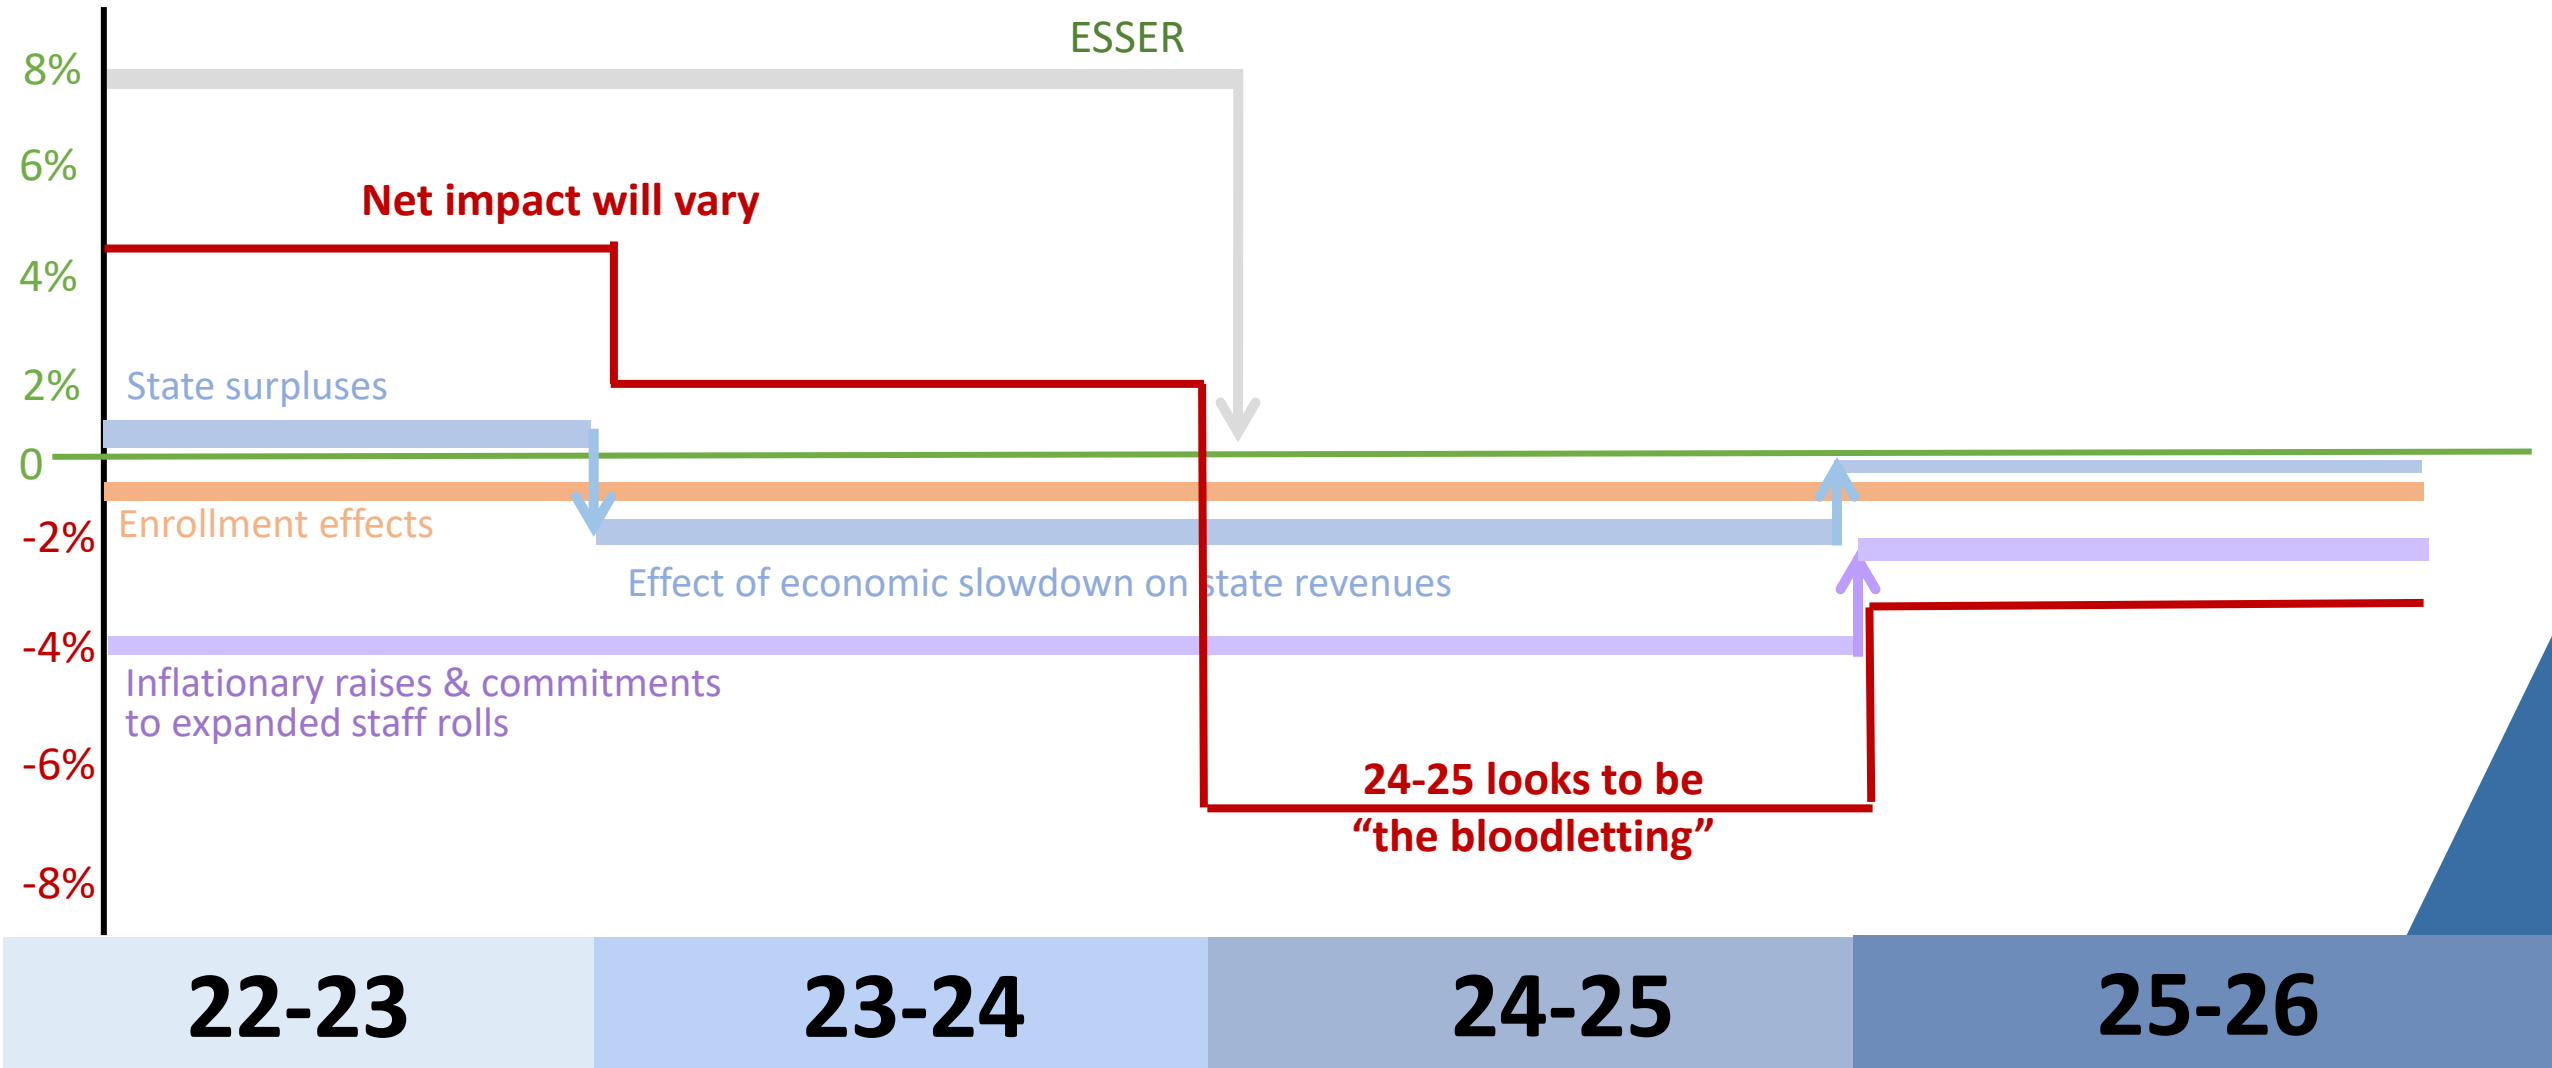 ESSER
8%
6%
Net impact will vary
4%
2%
State surpluses
0
Enrollment effects
-2%
Effect of economic slowdown on state revenues
-4%
Inflationary raises & commitments
to expanded staff rolls
-6%
24-25 looks to be
“the bloodletting”
-8%
22-23
23-24
24-25
25-26